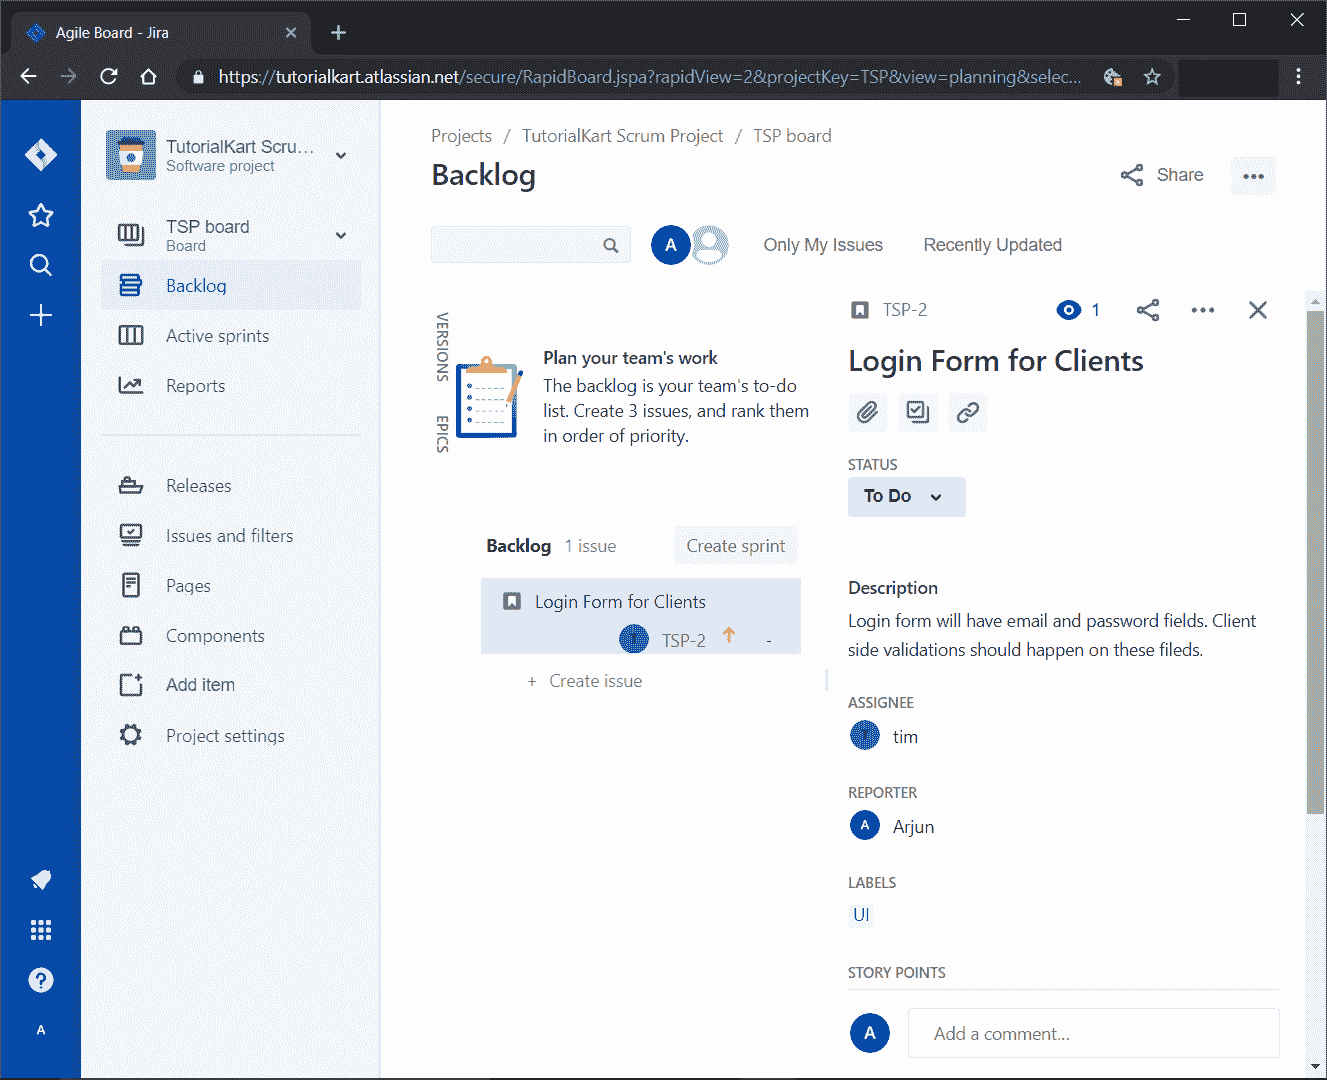 Agile Board - Jira
https://tutorialkart.atlassian.net/secure/RapidBoard.jspa?rapidView=2&projectKey=TSP&view=planning&selec...
TutorialKart Scru...
Software project
TSP board
Board
Backlog
Active sprints
Reports
Releases
Issues and filters
Pages
Components
Add item
Project settings
A
Projects / TutorialKart Scrum Project / TSP board
Backlog
Share
A
Only My Issues
Recently Updated
VERSIONS
EPICS
Plan your team's work
The backlog is your team's to-do
list. Create 3 issues, and rank them
in order of priority.
Backlog 1 issue
Create sprint
Login Form for Clients
TSP-2 -
+ Create issue
TSP-2
1
Login Form for Clients
STATUS
To Do
Description
Login form will have email and password fields. Client
side validations should happen on these fileds.
ASSIGNEE
tim
REPORTER
A Arjun
LABELS
UI
STORY POINTS
A Add a comment...